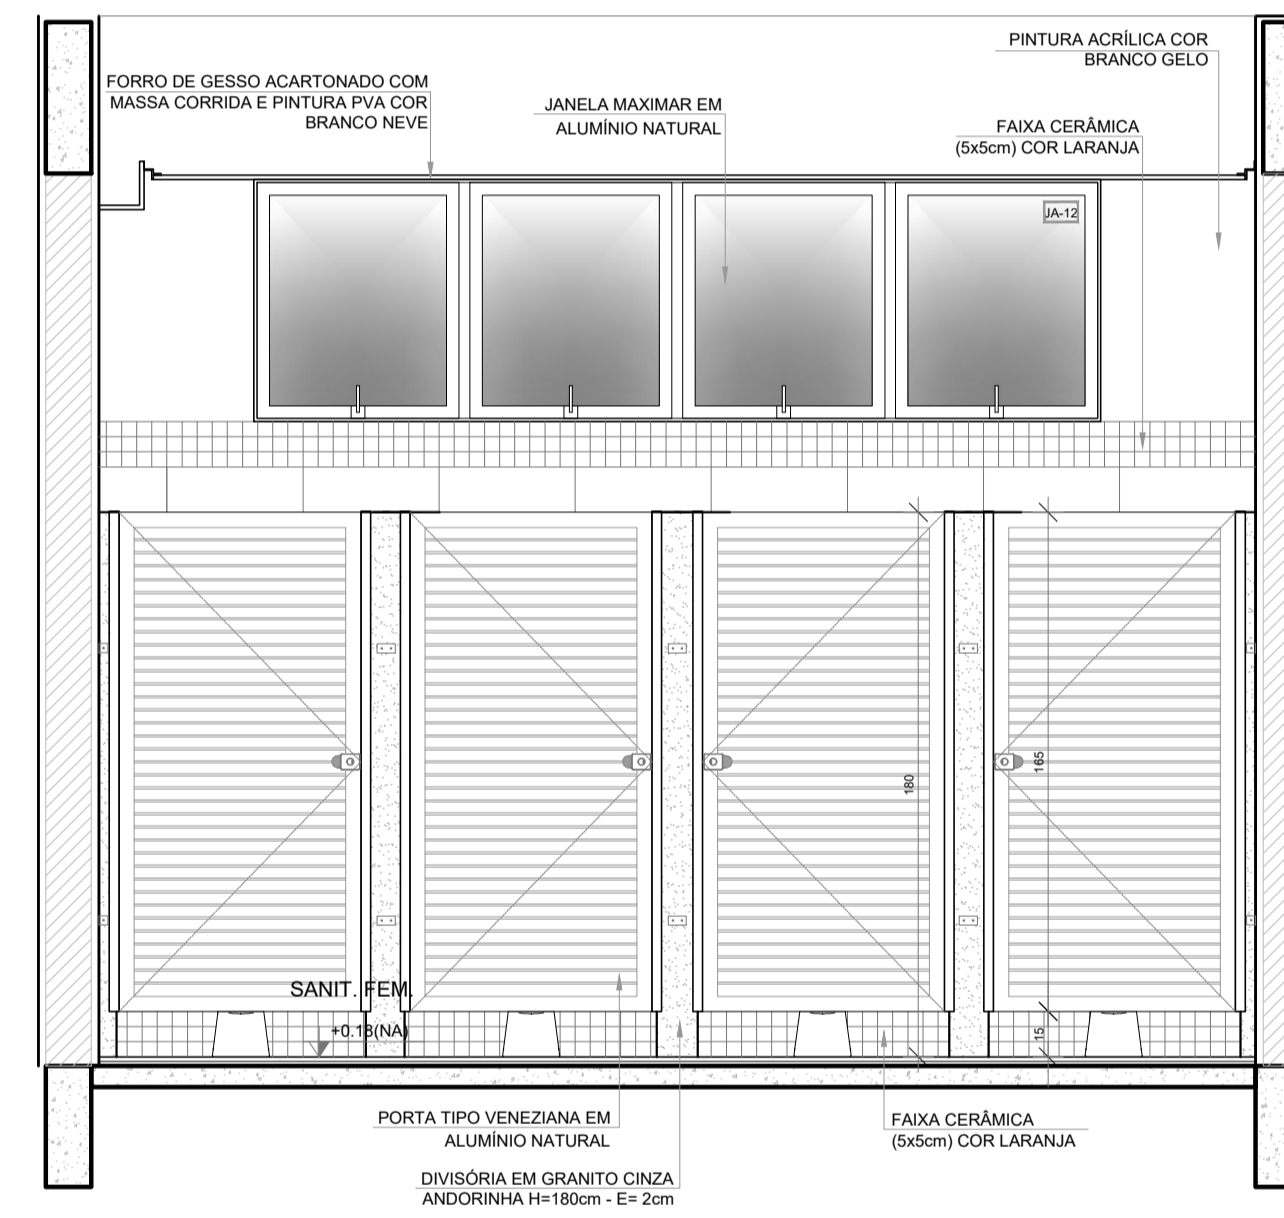 PINTURA ACRÍLICA COR
BRANCO GELO
FORRO DE GESSO ACARTONADO COM
MASSA CORRIDA E PINTURA PVA COR
BRANCO NEVE
JANELA MAXIMAR EM
ALUMÍNIO NATURAL
FAIXA CERÂMICA
(5x5cm) COR LARANJA
JA-12
180
165
SANIT. FEM.
+0.18(NA)
15
PORTA TIPO VENEZIANA EM
ALUMÍNIO NATURAL
FAIXA CERÂMICA
(5x5cm) COR LARANJA
DIVISÓRIA EM GRANITO CINZA
ANDORINHA H=180cm - E= 2cm